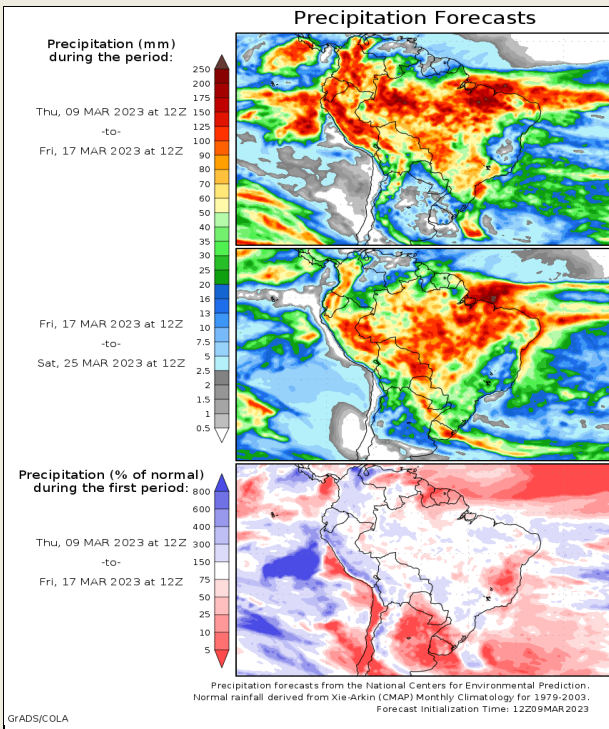 Precipitation Forecasts
Precipitation (mm)
during the period:
Thu, 09 MAR 2023 at 12Z
-to-
Fri, 17 MAR 2023 at 12Z
250
200
175
150
125
100
90
80
70
60
50
40
35
30
25
20
16
13
10
7.5
5
2.5
2
1.5
1
0.5
Fri, 17 MAR 2023 at 12Z
-to-
Sat, 25 MAR 2023 at 12Z
Precipitation (% of normal)
during the first period:
Thu, 09 MAR 2023 at 12Z
-to-
Fri, 17 MAR 2023 at 12Z
800
600
400
300
150
75
50
25
10
5
Precipitation forecasts from the National Centers for Environmental Prediction.
Normal rainfall derived from Xie-Arkin (CMAP) Monthly Climatology for 1979-2003.
Forecast Initialization Time: 12Z09MAR2023
GrADS/COLA